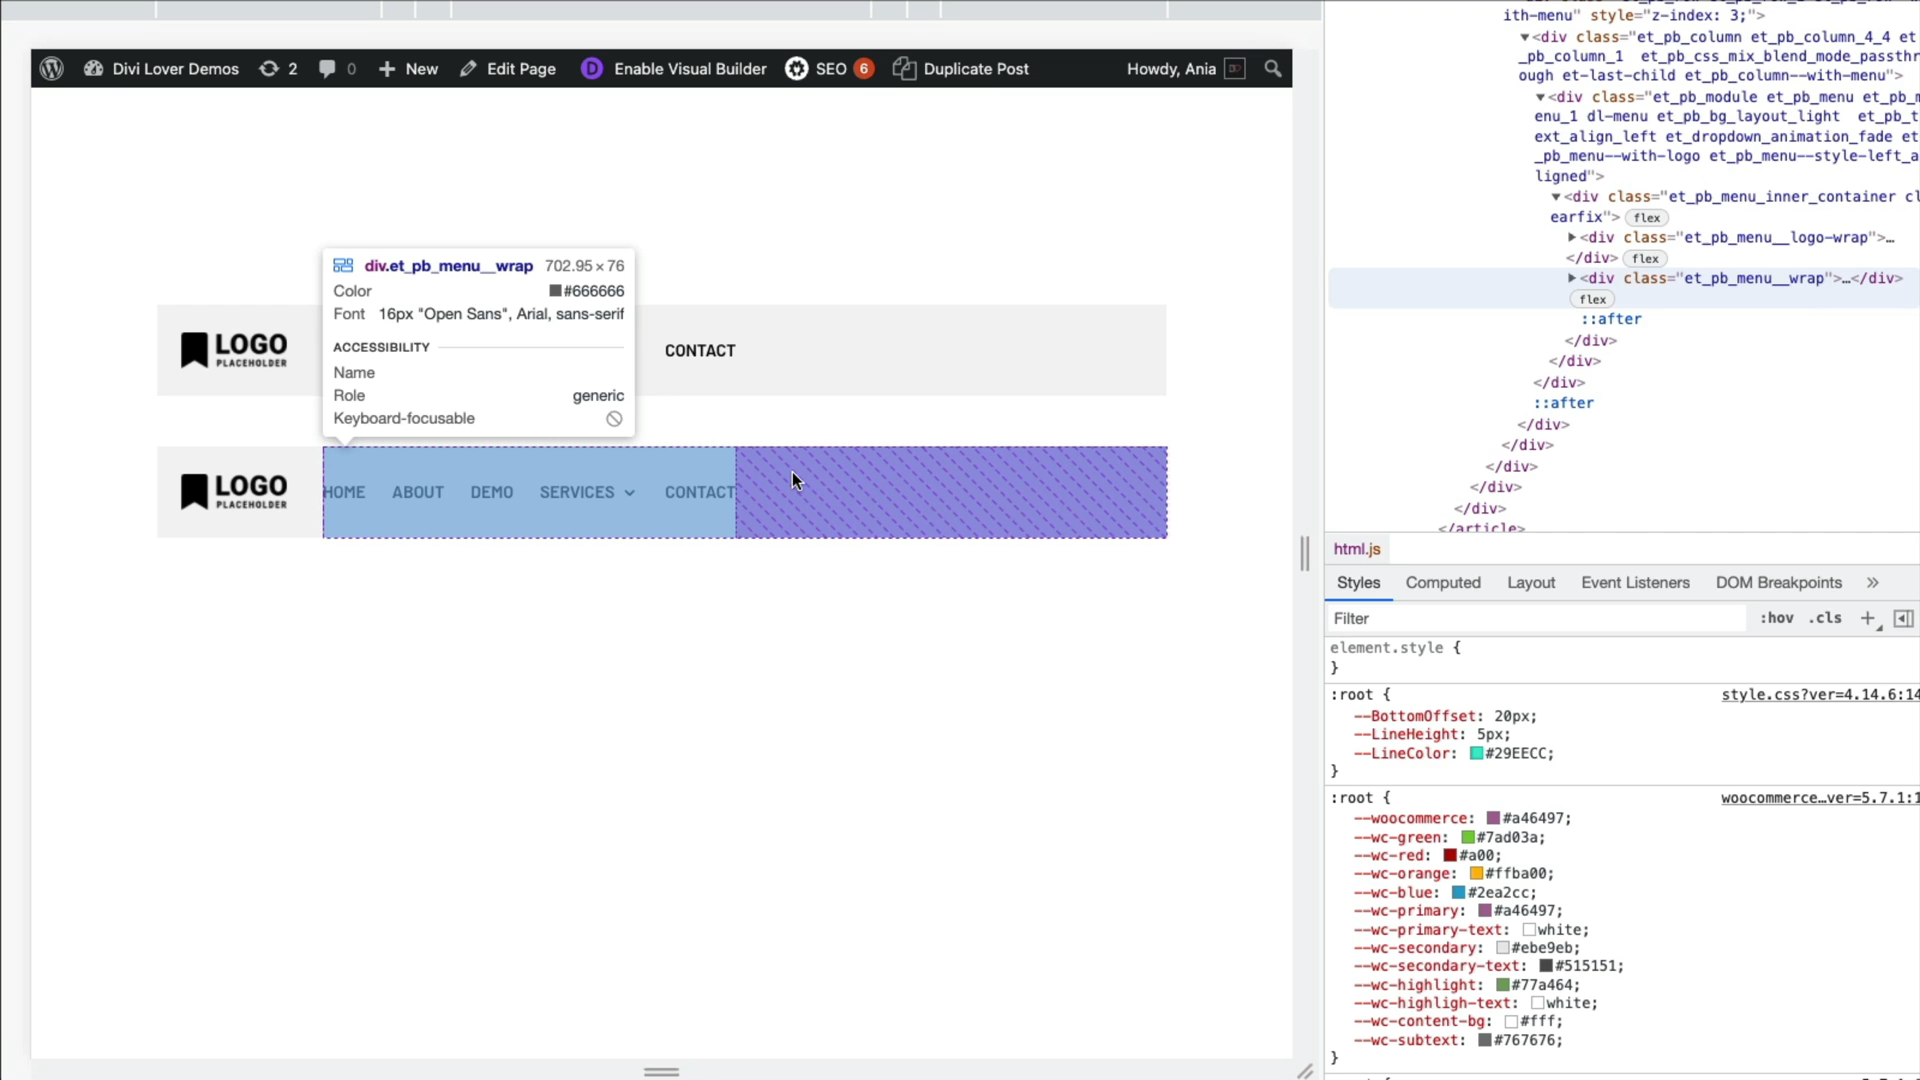 Divi Lover Demos 2 0 New Edit Page Enable Visual Builder SEO 6 Duplicate Post Howdy, Ania
div.et_pb_menu__wrap 702.95 × 76
Color #666666
Font 16px "Open Sans", Arial, sans-serif
ACCESSIBILITY
Name
Role generic
Keyboard-focusable
LOGO
PLACEHOLDER
CONTACT
LOGO
PLACEHOLDER
HOME ABOUT DEMO SERVICES CONTACT
ith-menu" style="z-index: 3;">
▼<div class="et_pb_column et_pb_column_4_4 et
_pb_column_1 et_pb_css_mix_blend_mode_passthr
ough et-last-child et_pb_column--with-menu">
▼<div class="et_pb_module et_pb_menu et_pb_m
enu_1 dl-menu et_pb_bg_layout_light et_pb_t
ext_align_left et_dropdown_animation_fade et
_pb_menu--with-logo et_pb_menu--style-left_a
ligned">
▼<div class="et_pb_menu_inner_container cl
earfix"> flex
▶<div class="et_pb_menu__logo-wrap">…
</div> flex
▶<div class="et_pb_menu__wrap">…</div>
flex
::after
</div>
</div>
</div>
::after
</div>
</div>
</div>
</div>
</div>
</article>
html.js
Styles Computed Layout Event Listeners DOM Breakpoints »
Filter :hov .cls +
element.style {
}
:root { style.css?ver=4.14.6:14
--BottomOffset: 20px;
--LineHeight: 5px;
--LineColor: #29EECC;
}
:root { woocommerce…ver=5.7.1:1
--woocommerce: #a46497;
--wc-green: #7ad03a;
--wc-red: #a00;
--wc-orange: #ffba00;
--wc-blue: #2ea2cc;
--wc-primary: #a46497;
--wc-primary-text: white;
--wc-secondary: #ebe9eb;
--wc-secondary-text: #515151;
--wc-highlight: #77a464;
--wc-highligh-text: white;
--wc-content-bg: #fff;
--wc-subtext: #767676;
}